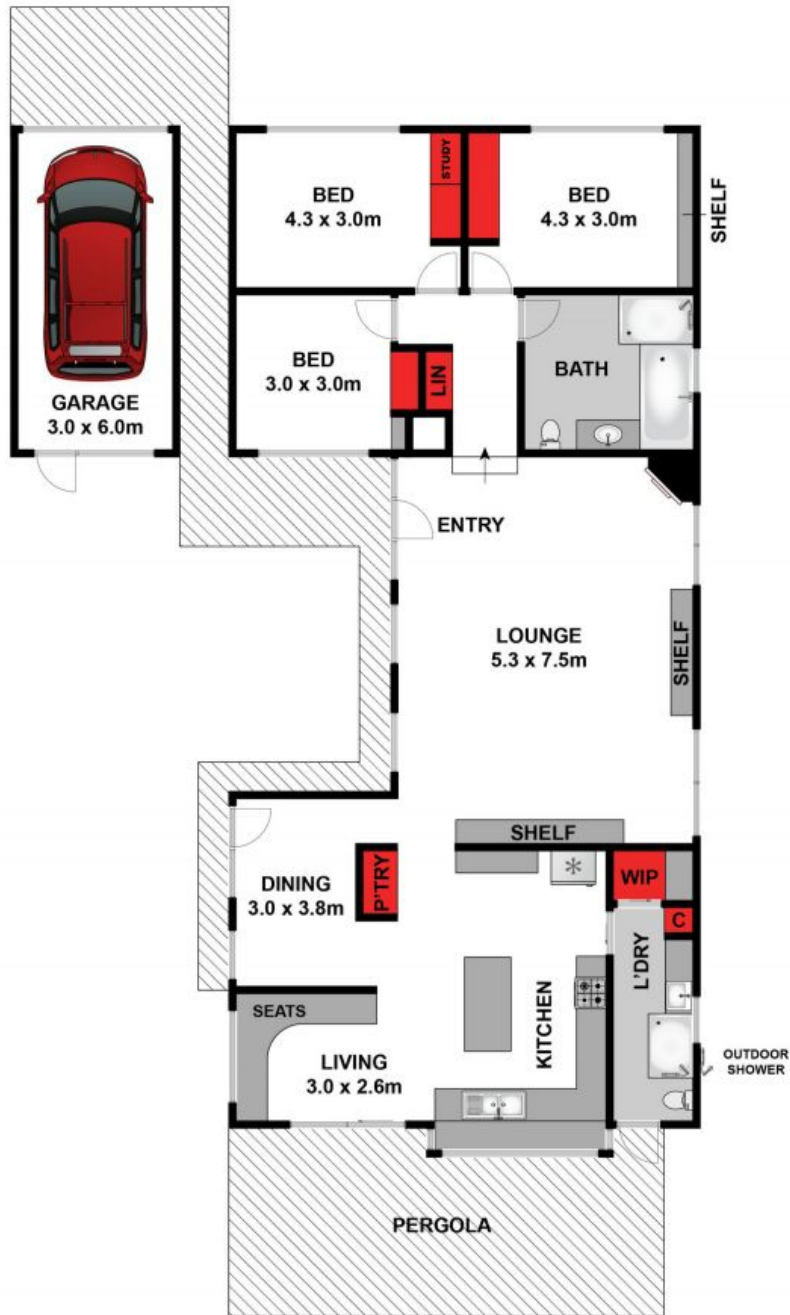 BED
4.3 x 3.0m
STUDY
BED
4.3 x 3.0m
SHELF
GARAGE
3.0 x 6.0m
BED
3.0 x 3.0m
LIN
BATH
ENTRY
LOUNGE
5.3 x 7.5m
SHELF
SHELF
DINING
3.0 x 3.8m
P'TRY
WIP
C
L'DRY
KITCHEN
SEATS
LIVING
3.0 x 2.6m
OUTDOOR
SHOWER
PERGOLA